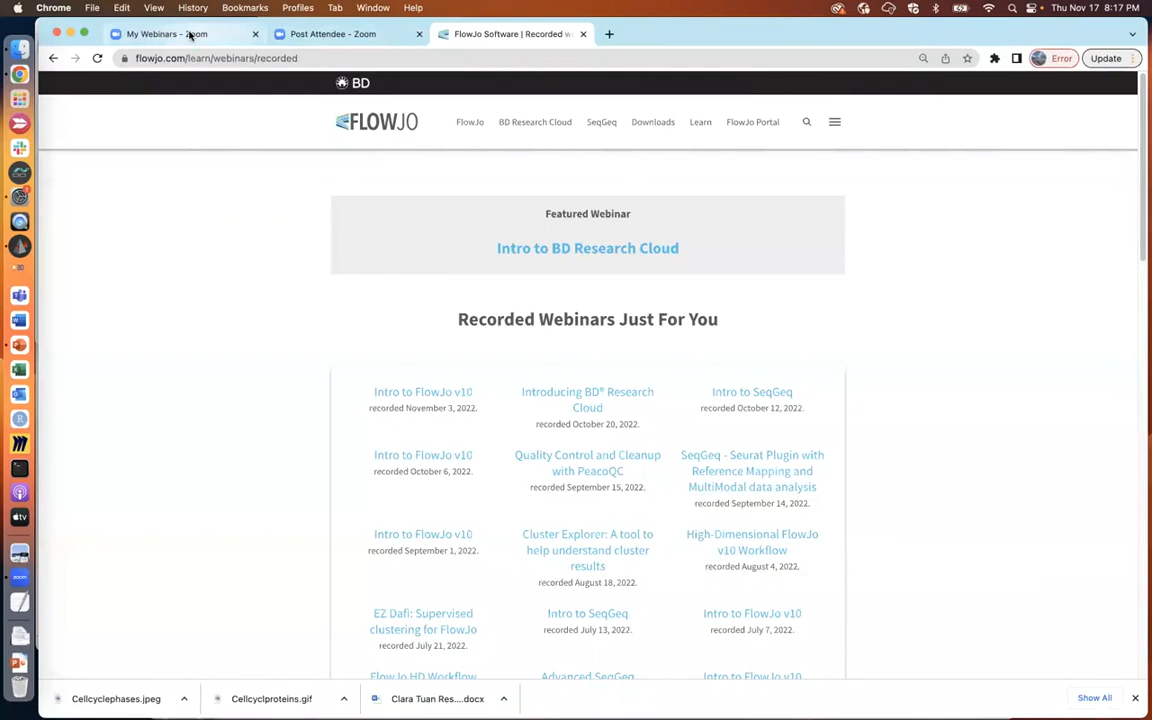 Chrome File Edit View History Bookmarks Profiles Tab Window Help Thu Nov 17 8:17 PM
My Webinars - Zoom Post Attendee - Zoom FlowJo Software | Recorded w
flowjo.com/learn/webinars/recorded Error Update
BD
FLOWJO FlowJo BD Research Cloud SeqGeq Downloads Learn FlowJo Portal
Featured Webinar
Intro to BD Research Cloud
Recorded Webinars Just For You
Intro to FlowJo v10
recorded November 3, 2022.
Introducing BD® Research
Cloud
recorded October 20, 2022.
Intro to SeqGeq
recorded October 12, 2022.
Intro to FlowJo v10
recorded October 6, 2022.
Quality Control and Cleanup
with PeacoQC
recorded September 15, 2022.
SeqGeq - Seurat Plugin with
Reference Mapping and
MultiModal data analysis
recorded September 14, 2022.
Intro to FlowJo v10
recorded September 1, 2022.
Cluster Explorer: A tool to
help understand cluster
results
recorded August 18, 2022.
High-Dimensional FlowJo
v10 Workflow
recorded August 4, 2022.
EZ Dafi: Supervised
clustering for FlowJo
recorded July 21, 2022.
Intro to SeqGeq
recorded July 13, 2022.
Intro to FlowJo v10
recorded July 7, 2022.
FlowJo HD Workflow
Advanced SeqGeq
Intro to FlowJo v10
Cellcyclephases.jpeg Cellcyclproteins.gif Clara Tuan Res....docx Show All